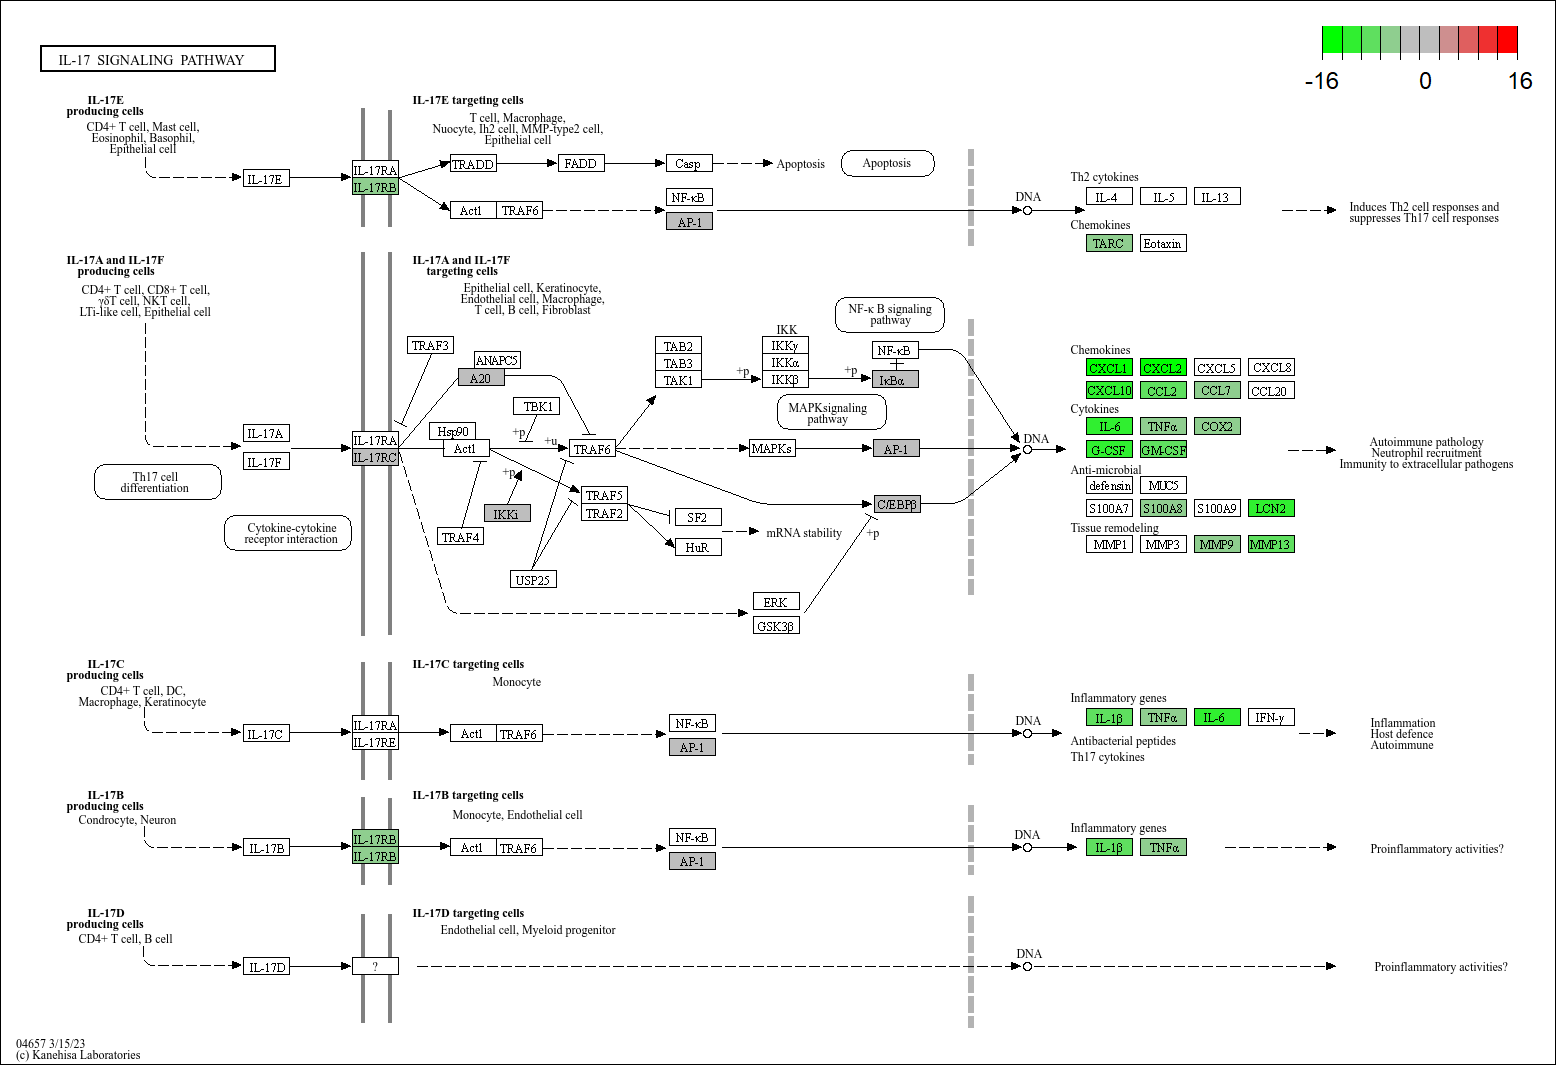 IL-17 SIGNALING PATHWAY
-16 0 16
IL-17E
producing cells
CD4+ T cell, Mast cell,
Eosinophil, Basophil,
Epithelial cell
IL-17E
IL-17RA
IL-17RB
IL-17E targeting cells
T cell, Macrophage,
Nuocyte, Ih2 cell, MMP-type2 cell,
Epithelial cell
TRADD
FADD
Casp
Apoptosis
Apoptosis
Act1
TRAF6
NF-κB
AP-1
DNA
Th2 cytokines
IL-4
IL-5
IL-13
Chemokines
TARC
Eotaxin
Induces Th2 cell responses and
suppresses Th17 cell responses
IL-17A and IL-17F
producing cells
CD4+ T cell, CD8+ T cell,
γδT cell, NKT cell,
LTi-like cell, Epithelial cell
IL-17A
IL-17F
IL-17RA
IL-17RC
Th17 cell
differentiation
Cytokine-cytokine
receptor interaction
IL-17A and IL-17F
targeting cells
Epithelial cell, Keratinocyte,
Endothelial cell, Macrophage,
T cell, B cell, Fibroblast
TRAF3
ANAPC5
A20
TBK1
Hsp90
Act1
+p
+u
TRAF6
+p
IKKi
TRAF4
USP25
TRAF5
TRAF2
SF2
HuR
mRNA stability
TAB2
TAB3
TAK1
+p
IKK
IKKγ
IKKα
IKKβ
+p
NF-κ B signaling
pathway
NF-κB
IκBα
MAPKsignaling
pathway
MAPKs
AP-1
C/EBPβ
+p
ERK
GSK3β
DNA
Chemokines
CXCL1
CXCL2
CXCL5
CXCL8
CXCL10
CCL2
CCL7
CCL20
Cytokines
IL-6
TNFα
COX2
G-CSF
GM-CSF
Anti-microbial
defensin
MUC5
S100A7
S100A8
S100A9
LCN2
Tissue remodeling
MMP1
MMP3
MMP9
MMP13
Autoimmune pathology
Neutrophil recruitment
Immunity to extracellular pathogens
IL-17C
producing cells
CD4+ T cell, DC,
Macrophage, Keratinocyte
IL-17C
IL-17RA
IL-17RE
IL-17C targeting cells
Monocyte
Act1
TRAF6
NF-κB
AP-1
DNA
Inflammatory genes
IL-1β
TNFα
IL-6
IFN-γ
Antibacterial peptides
Th17 cytokines
Inflammation
Host defence
Autoimmune
IL-17B
producing cells
Condrocyte, Neuron
IL-17B
IL-17RB
IL-17RB
IL-17B targeting cells
Monocyte, Endothelial cell
Act1
TRAF6
NF-κB
AP-1
DNA
Inflammatory genes
IL-1β
TNFα
Proinflammatory activities?
IL-17D
producing cells
CD4+ T cell, B cell
IL-17D
?
IL-17D targeting cells
Endothelial cell, Myeloid progenitor
DNA
Proinflammatory activities?
04657 3/15/23
(c) Kanehisa Laboratories